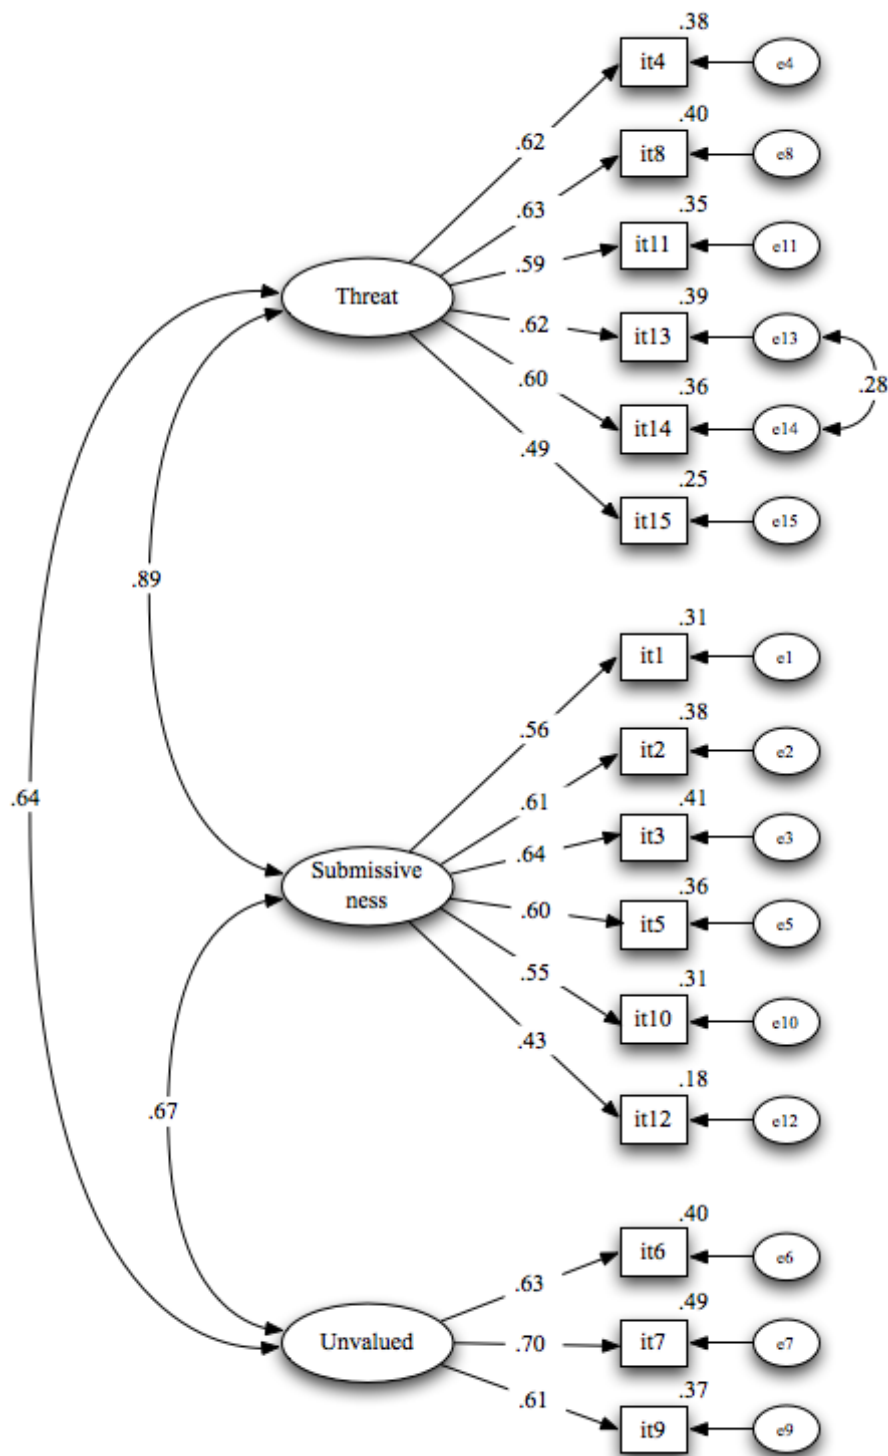 .38
it4
e4
.62
.40
it8
e8
.63
.35
it11
e11
.59
Threat
.39
it13
e13
.62
.28
.60
.36
it14
e14
.49
.25
it15
e15
.89
.31
it1
e1
.56
.38
it2
e2
.61
.64
.41
it3
e3
.64
Submissive
ness
.36
it5
e5
.60
.55
.31
it10
e10
.43
.67
.18
it12
e12
.40
it6
e6
.63
.49
Unvalued
.70
it7
e7
.61
.37
it9
e9